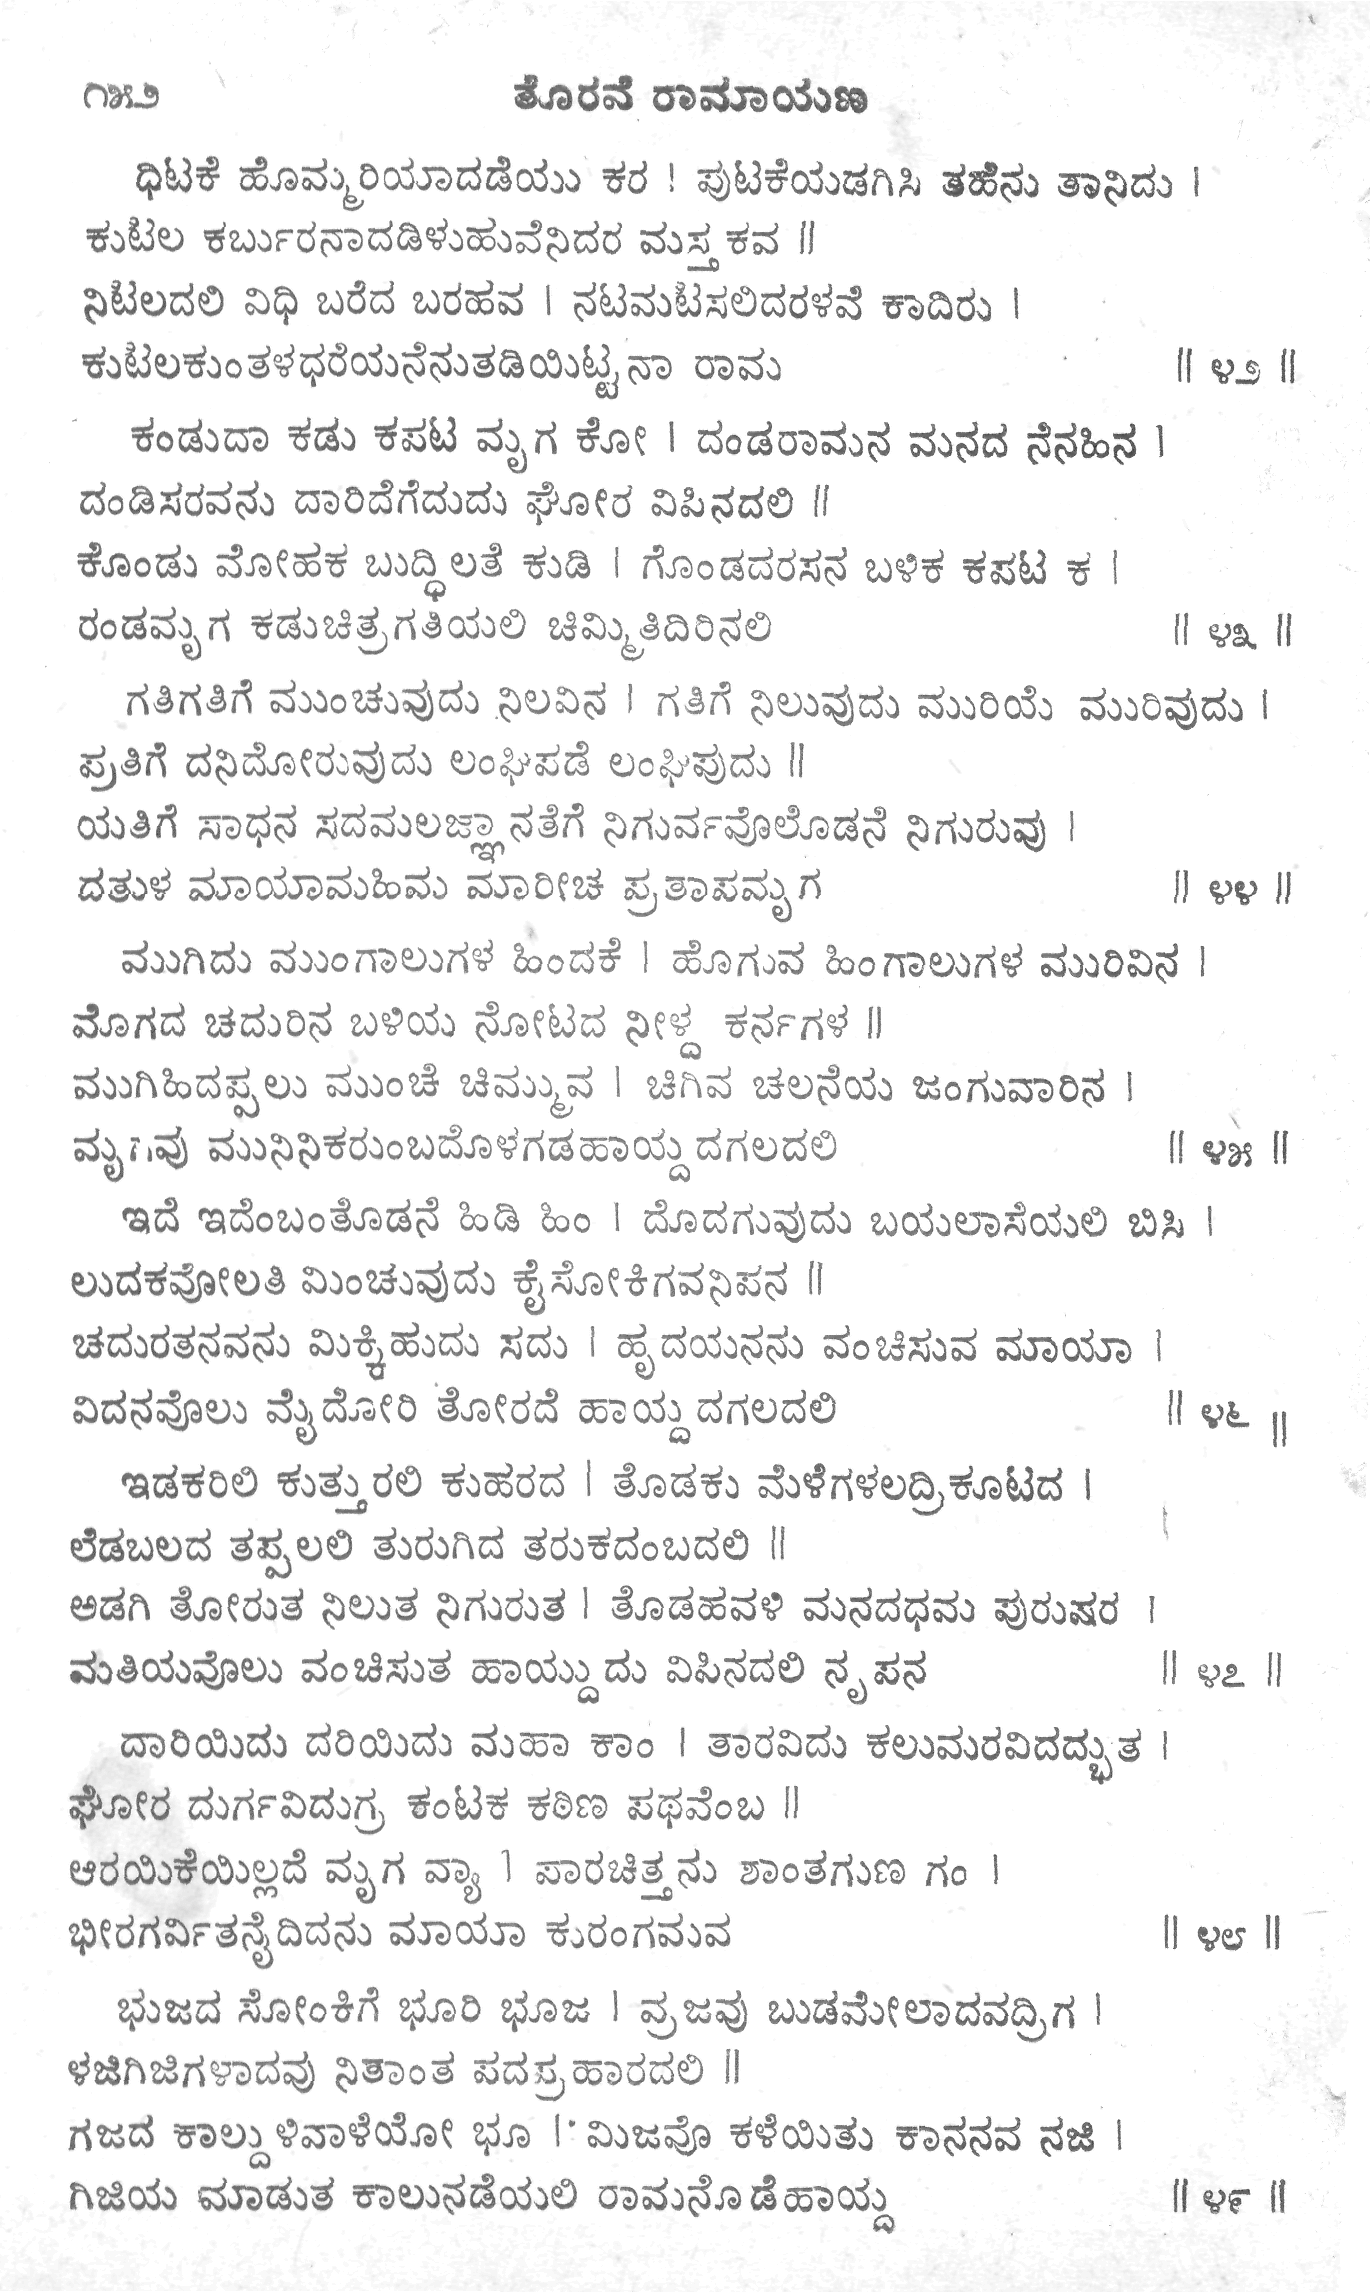 ೧೫೨ ತೊರವೆ ರಾಮಾಯಣ
ಧಿಟಕೆ ಹೊಮ್ಮರಿಯಾದಡೆಯು ಕರ । ಪುಟಕೆಯಡಗಿಸಿ ತಹೆನು ತಾನಿದು ।
ಕುಟಿಲ ಕರ್ಬುರನಾದಡಿಳುಹುವೆನಿದರ ಮಸ್ತಕವ ॥
ನಿಟಿಲದಲಿ ವಿಧಿ ಬರೆದ ಬರಹವ । ನಟಮಟಿಸಲಿದರಳವೆ ಕಾದಿರು ।
ಕುಟಿಲಕುಂತಳಧರೆಯನೆನುತಡಿಯಿಟ್ಟನಾ ರಾಮ ॥ ೪೨ ॥
ಕಂಡುದಾ ಕಡು ಕಪಟ ಮೃಗ ಕೋ । ದಂಡರಾಮನ ಮನದ ನೆನಹಿನ ।
ದಂಡಿಸರವನು ದಾರಿದೆಗೆದುದು ಘೋರ ವಿಪಿನದಲಿ ॥
ಕೊಂಡು ಮೋಹಕ ಬುದ್ಧಿಲತೆ ಕುಡಿ । ಗೊಂಡದರಸನ ಬಳಿಕ ಕಪಟ ಕ ।
ರಂಡಮೃಗ ಕಡುಚಿತ್ರಗತಿಯಲಿ ಚಿಮ್ಮಿತಿದಿರಿನಲಿ ॥ ೪೩ ॥
ಗತಿಗತಿಗೆ ಮುಂಚುವುದು ನಿಲವಿನ । ಗತಿಗೆ ನಿಲುವುದು ಮುರಿಯೆ ಮುರಿವುದು ।
ಪ್ರತಿಗೆ ದನಿದೋರುವುದು ಲಂಘಿಪಡೆ ಲಂಘಿಪುದು ॥
ಯತಿಗೆ ಸಾಧನ ಸದಮಲಜ್ಞಾನತೆಗೆ ನಿಗುರ್ವವೊಲೊಡನೆ ನಿಗುರುವು ।
ದತುಳ ಮಾಯಾಮಹಿಮ ಮಾರೀಚ ಪ್ರತಾಪಮೃಗ ॥ ೪೪ ॥
ಮುಗಿದು ಮುಂಗಾಲುಗಳ ಹಿಂದಕೆ । ಹೊಗುವ ಹಿಂಗಾಲುಗಳ ಮುರಿವಿನ ।
ಮೊಗದ ಚದುರಿನ ಬಳಿಯ ನೋಟದ ನೀಳ್ದ ಕರ್ನಗಳ ॥
ಮುಗಿಹಿದಪ್ಪಲು ಮುಂಚೆ ಚಿಮ್ಮುವ । ಚಿಗಿವ ಚಲನೆಯ ಜಂಗುವಾರಿನ ।
ಮೃಗವು ಮುನಿನಿಕರುಂಬದೊಳಗಡಹಾಯ್ದುದಗಲದಲಿ ॥ ೪೫ ॥
ಇದೆ ಇದೆಂಬಂತೊಡನೆ ಹಿಡಿ ಹಿಂ । ದೊದಗುವುದು ಬಯಲಾಸೆಯಲಿ ಬಿಸಿ ।
ಲುದಕವೋಲತಿ ಮಿಂಚುವುದು ಕೈಸೋಕಿಗವನಿಪನ ॥
ಚದುರತನವನು ಮಿಕ್ಕಿಹುದು ಸದು । ಹೃದಯನನು ವಂಚಿಸುವ ಮಾಯಾ ।
ವಿದನವೊಲು ಮೈದೋರಿ ತೋರದೆ ಹಾಯ್ದುದಗಲದಲಿ ॥ ೪೬ ॥
ಇಡಕರಿಲಿ ಕುತ್ತುರಲಿ ಕುಹರದ । ತೊಡಕು ಮೆಳೆಗಳಲದ್ರಿಕೂಟದ ।
ಲೆಡಬಲದ ತಪ್ಪಲಲಿ ತುರುಗಿದ ತರುಕದಂಬದಲಿ ॥
ಅಡಗಿ ತೋರುತ ನಿಲುತ ನಿಗುರುತ । ತೊಡಹವಳಿ ಮನದಧಮ ಪುರುಷರ ।
ಮತಿಯವೊಲು ವಂಚಿಸುತ ಹಾಯ್ದುದು ವಿಪಿನದಲಿ ನೃಪನ ॥ ೪೭ ॥
ದಾರಿಯಿದು ದರಿಯಿದು ಮಹಾ ಕಾಂ । ತಾರವಿದು ಕಲುಮರವಿದದ್ಭುತ ।
ಘೋರ ದುರ್ಗವಿದುಗ್ರ ಕಂಟಕ ಕಠಿಣ ಪಥವೆಂಬ ॥
ಆರಯಿಕೆಯಿಲ್ಲದೆ ಮೃಗ ವ್ಯಾ । ಪಾರಚಿತ್ತನು ಶಾಂತಗುಣ ಗಂ ।
ಭೀರಗರ್ವಿತನೈದಿದನು ಮಾಯಾ ಕುರಂಗಮವ ॥ ೪೮ ॥
ಭುಜದ ಸೋಂಕಿಗೆ ಭೂರಿ ಭೂಜ । ವ್ರಜವು ಬುಡಮೇಲಾದವದ್ರಿಗ ।
ಳಜಿಗಿಜಿಗಳಾದವು ನಿತಾಂತ ಪದಪ್ರಹಾರದಲಿ ॥
ಗಜದ ಕಾಲ್ದುಳಿವಾಳೆಯೋ ಭೂ । ಮಿಜವೊ ಕಳೆಯಿತು ಕಾನನವ ನಜಿ ।
ಗಿಜಿಯ ಮಾಡುತ ಕಾಲುನಡೆಯಲಿ ರಾಮನೊಡೆಹಾಯ್ದ ॥ ೪೯ ॥